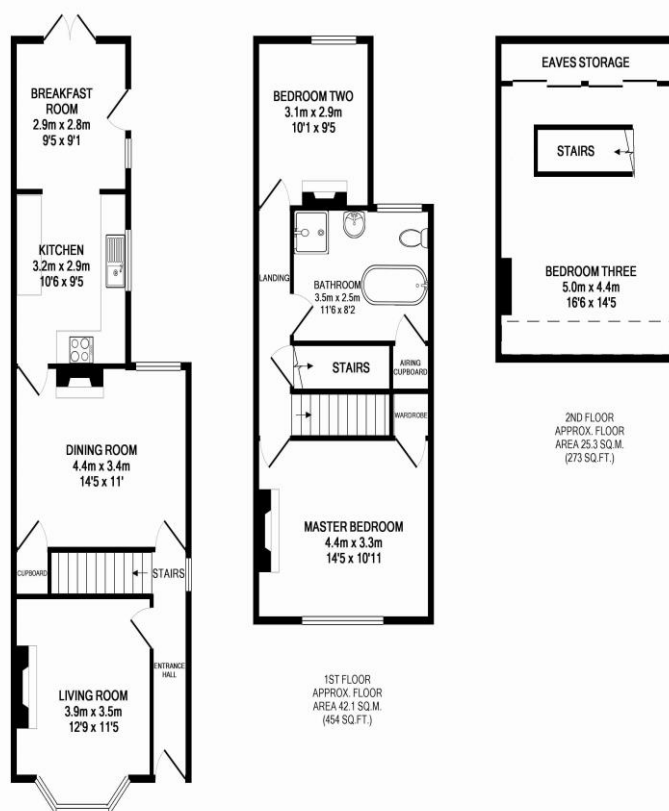 BREAKFAST
ROOM
2.9m x 2.8m
9'5 x 9'1
KITCHEN
3.2m x 2.9m
10'6 x 9'5
DINING ROOM
4.4m x 3.4m
14'5 x 11'
CUPBOARD
STAIRS
ENTRANCE
HALL
LIVING ROOM
3.9m x 3.5m
12'9 x 11'5
BEDROOM TWO
3.1m x 2.9m
10'1 x 9'5
LANDING
BATHROOM
3.5m x 2.5m
11'6 x 8'2
STAIRS
AIRING
CUPBOARD
WARDROBE
MASTER BEDROOM
4.4m x 3.3m
14'5 x 10'11
1ST FLOOR
APPROX. FLOOR
AREA 42.1 SQ.M.
(454 SQ.FT.)
EAVES STORAGE
STAIRS
BEDROOM THREE
5.0m x 4.4m
16'6 x 14'5
2ND FLOOR
APPROX. FLOOR
AREA 25.3 SQ.M.
(273 SQ.FT.)